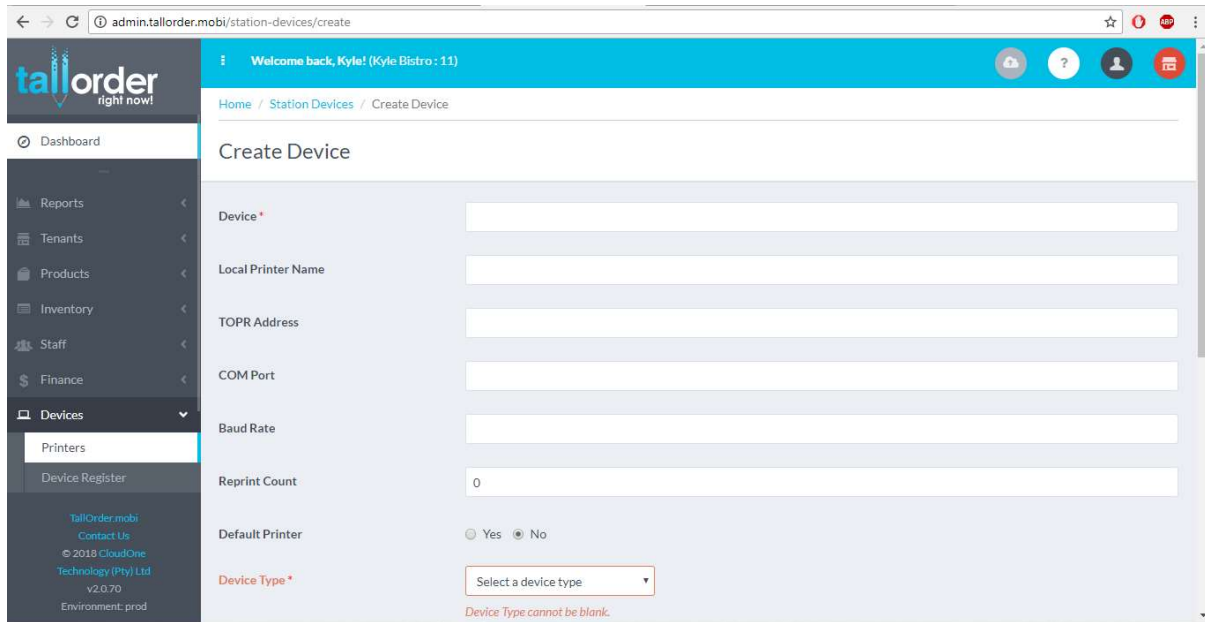 admin.tallorder.mobi/station-devices/create
ABP
tallorder
right now!
Welcome back, Kyle! (Kyle Bistro : 11)
?
Home / Station Devices / Create Device
Create Device
Dashboard
Reports
Tenants
Products
Inventory
Staff
$ Finance
Devices
Printers
Device Register
TallOrder.mobi
Contact Us
© 2018 CloudOne
Technology (Pty) Ltd
v2.0.70
Environment: prod
Device *
Local Printer Name
TOPR Address
COM Port
Baud Rate
Reprint Count 0
Default Printer Yes No
Device Type * Select a device type
Device Type cannot be blank.